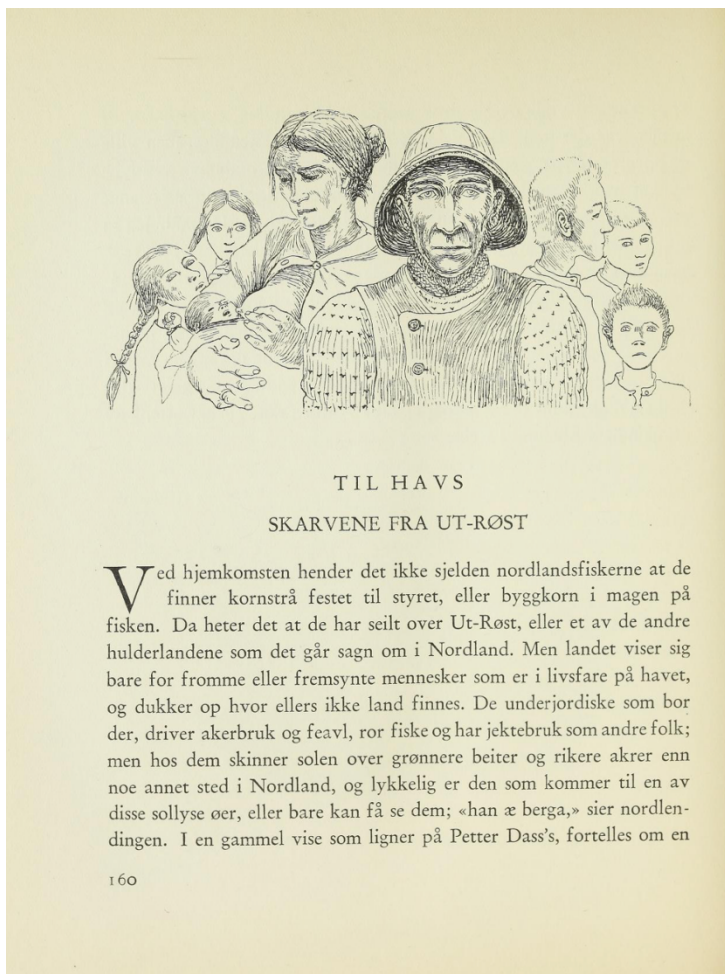 TIL HAVS
SKARVENE FRA UT-RØST
Ved hjemkomsten hender det ikke sjelden nordlandsfiskerne at de
finner kornstrå festet til styret, eller byggkorn i magen på
fisken. Da heter det at de har seilt over Ut-Røst, eller et av de andre
hulderlandene som det går sagn om i Nordland. Men landet viser sig
bare for fromme eller fremsynte mennesker som er i livsfare på havet,
og dukker op hvor ellers ikke land finnes. De underjordiske som bor
der, driver akerbruk og feavl, ror fiske og har jektebruk som andre folk;
men hos dem skinner solen over grønnere beiter og rikere akrer enn
noe annet sted i Nordland, og lykkelig er den som kommer til en av
disse sollyse øer, eller bare kan få se dem; «han æ berga,» sier nordlen-
dingen. I en gammel vise som ligner på Petter Dass's, fortelles om en
160